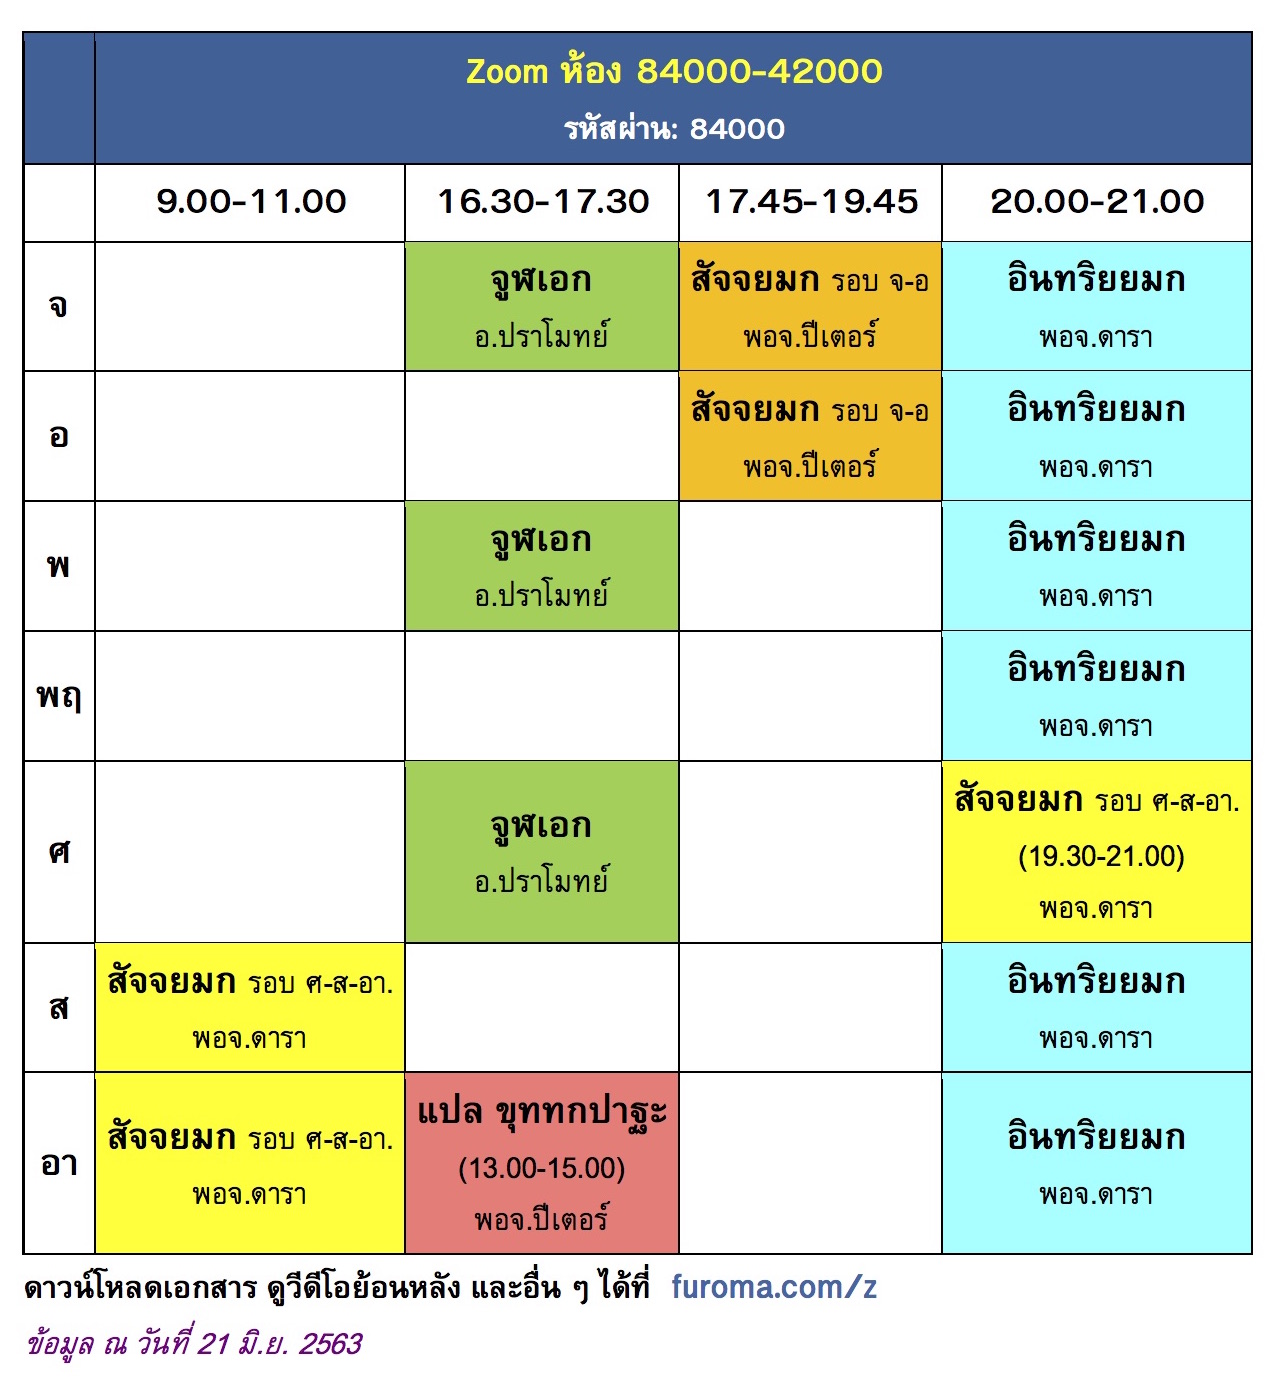 Zoom ห้อง 84000-42000
รหัสผ่าน: 84000
9.00-11.00 16.30-17.30 17.45-19.45 20.00-21.00
จ
จูฬเอก
อ.ปราโมทย์
สัจจยมก รอบ จ-อ
พอจ.ปีเตอร์
อินทริยยมก
พอจ.ดารา
อ
สัจจยมก รอบ จ-อ
พอจ.ปีเตอร์
อินทริยยมก
พอจ.ดารา
พ
จูฬเอก
อ.ปราโมทย์
อินทริยยมก
พอจ.ดารา
พฤ
อินทริยยมก
พอจ.ดารา
ศ
จูฬเอก
อ.ปราโมทย์
สัจจยมก รอบ ศ-ส-อา.
(19.30-21.00)
พอจ.ดารา
ส
สัจจยมก รอบ ศ-ส-อา.
พอจ.ดารา
อินทริยยมก
พอจ.ดารา
อา
สัจจยมก รอบ ศ-ส-อา.
พอจ.ดารา
แปล ขุททกปาฐะ
(13.00-15.00)
พอจ.ปีเตอร์
อินทริยยมก
พอจ.ดารา
ดาวน์โหลดเอกสาร ดูวีดีโอย้อนหลัง และอื่น ๆ ได้ที่ furoma.com/z
ข้อมูล ณ วันที่ 21 มิ.ย. 2563